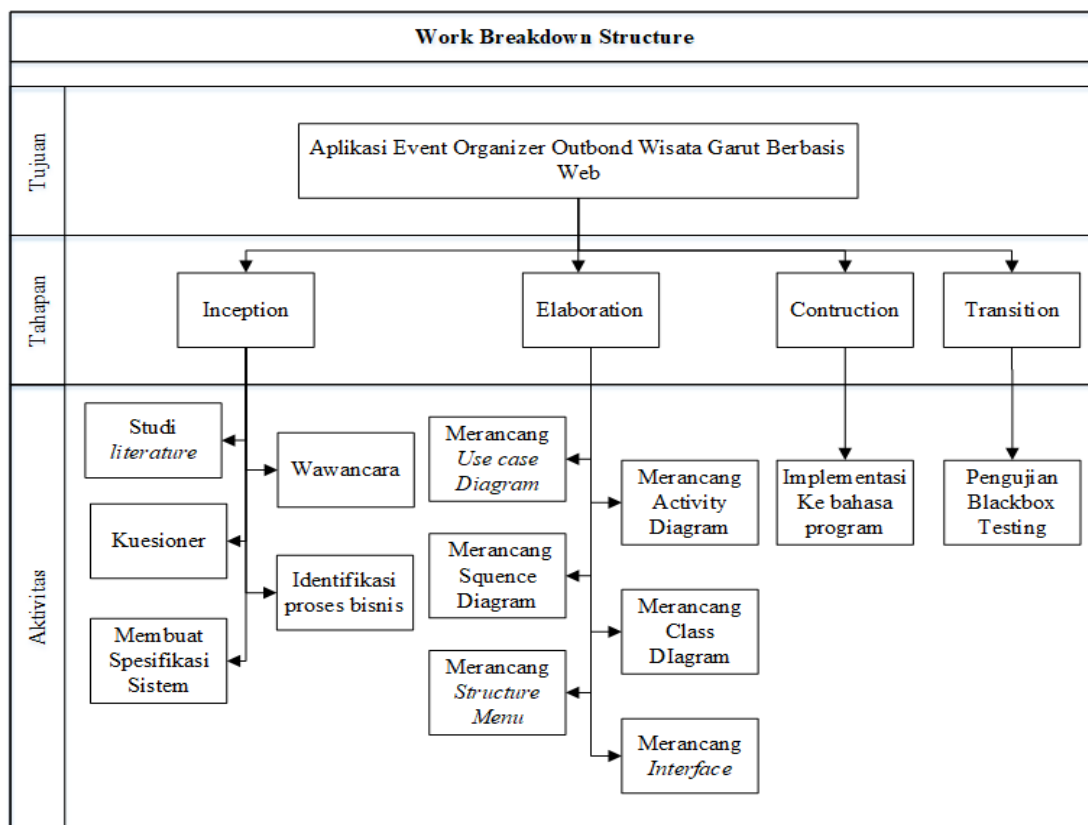 Work Breakdown Structure
Tujuan
Aplikasi Event Organizer Outbond Wisata Garut Berbasis
Web
Tahapan
Inception
Elaboration
Contruction
Transition
Aktivitas
Studi
literature
Wawancara
Kuesioner
Identifikasi
proses bisnis
Membuat
Spesifikasi
Sistem
Merancang
Use case
Diagram
Merancang
Activity
Diagram
Merancang
Squence
Diagram
Merancang
Class
DIagram
Merancang
Structure
Menu
Merancang
Interface
Implementasi
Ke bahasa
program
Pengujian
Blackbox
Testing